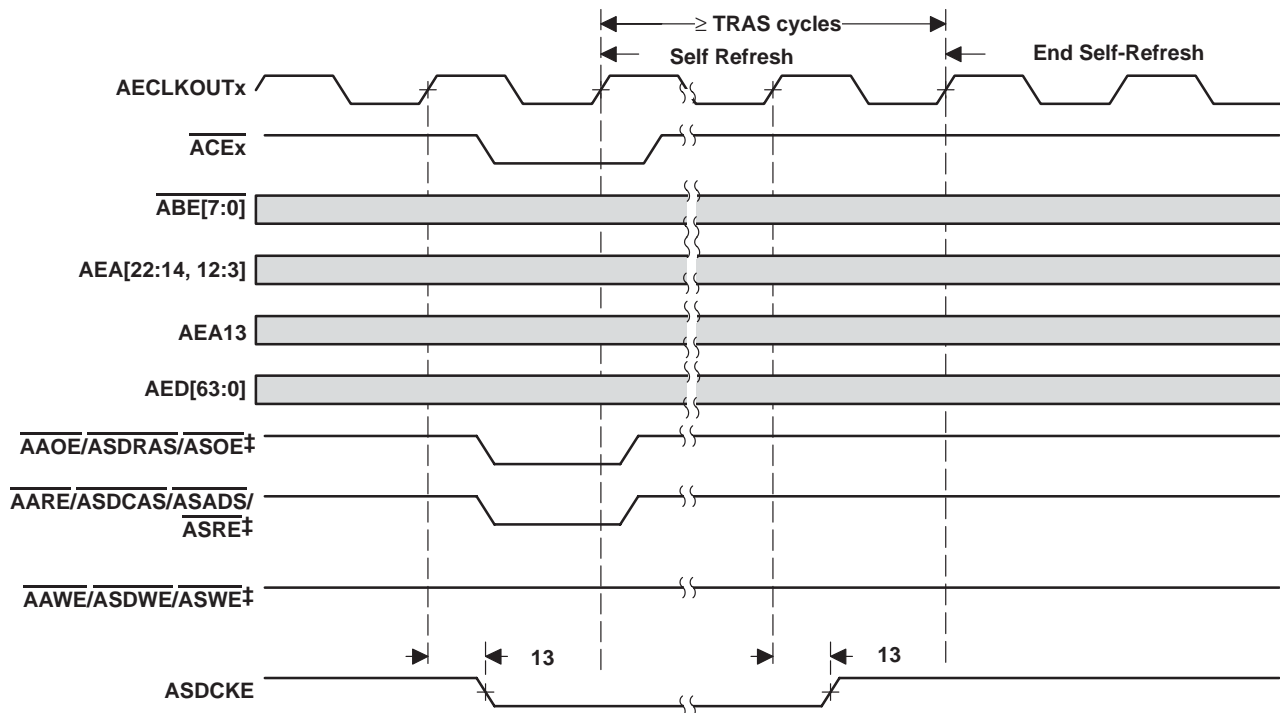 ≥ TRAS cycles
Self Refresh
End Self-Refresh
AECLKOUTx
ACEx
ABE[7:0]
AEA[22:14, 12:3]
AEA13
AED[63:0]
AAOE/ASDRAS/ASOE‡
AARE/ASDCAS/ASADS/
ASRE‡
AAWE/ASDWE/ASWE‡
13
13
ASDCKE